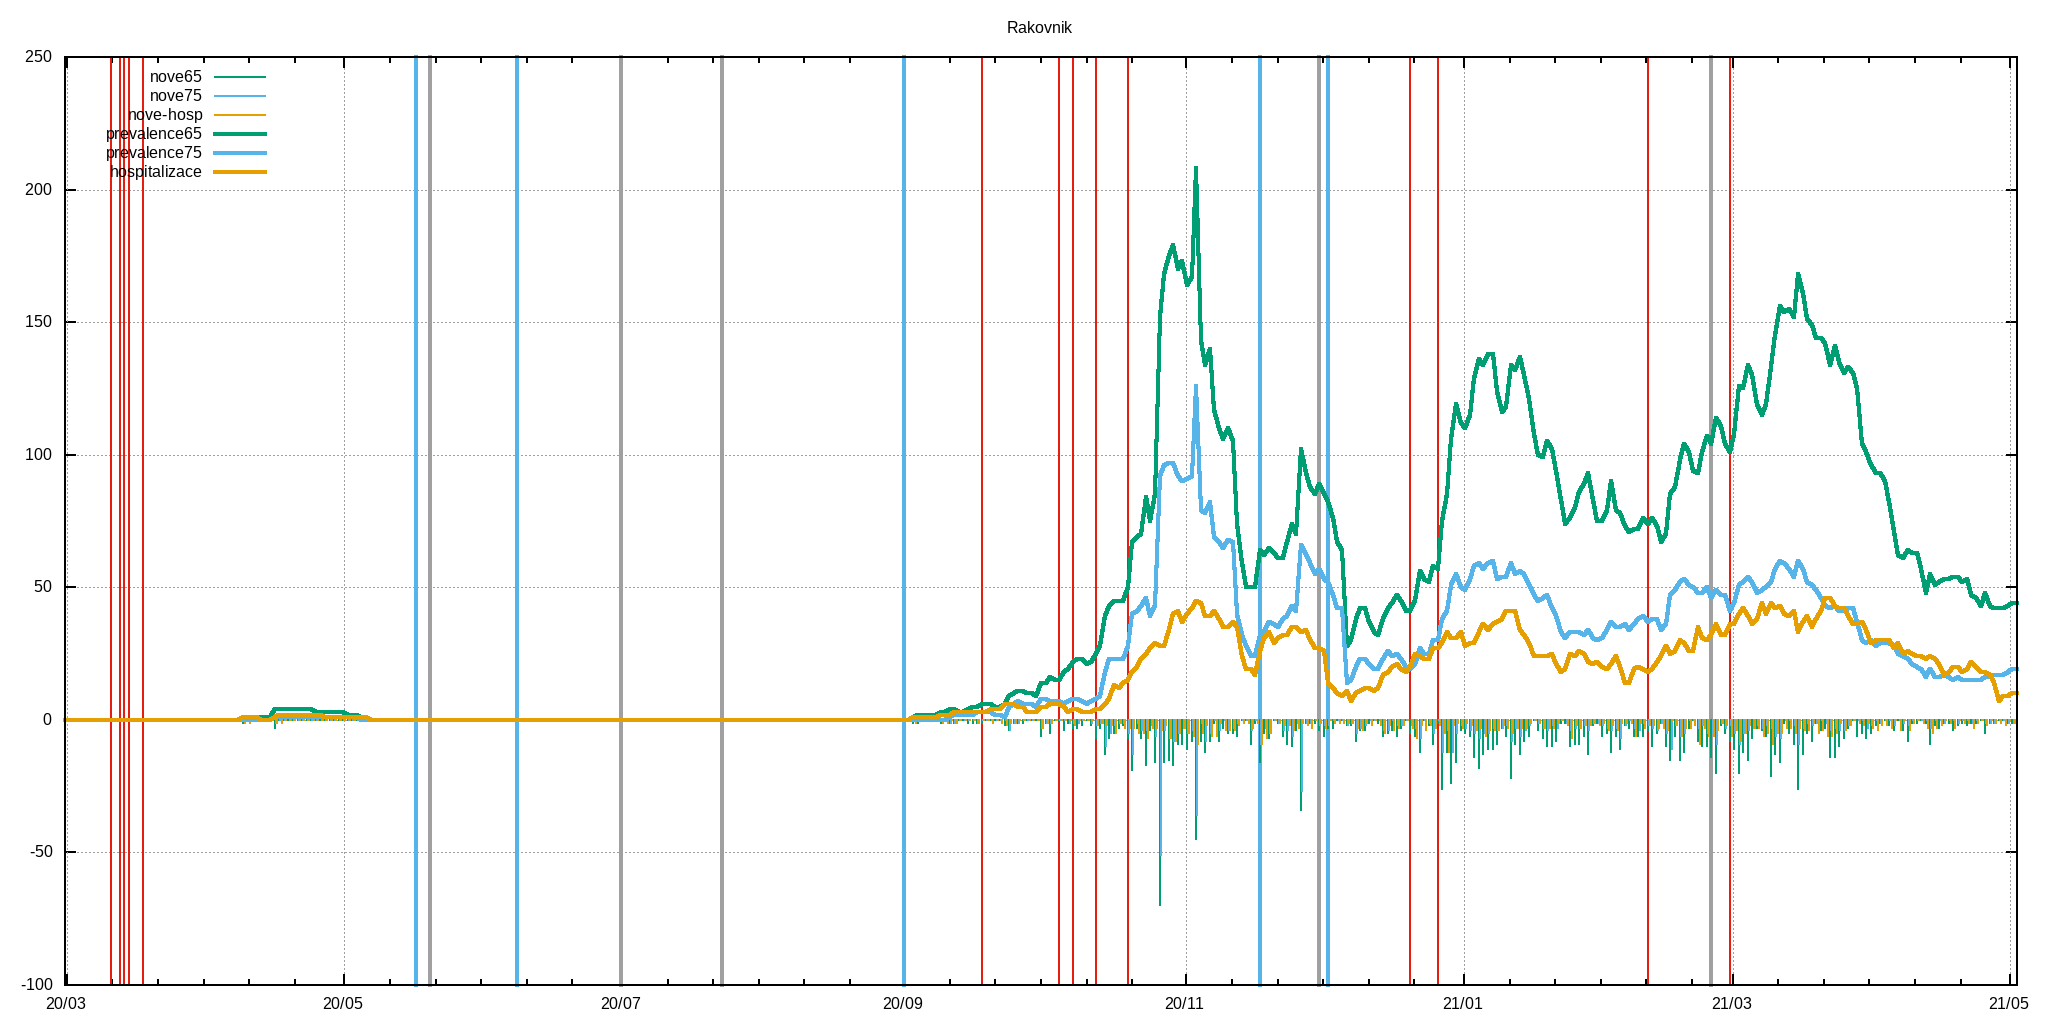 Rakovnik
250
200
150
100
50
0
-50
-100
nove65
nove75
nove-hosp
prevalence65
prevalence75
hospitalizace
20/03 20/05 20/07 20/09 20/11 21/01 21/03 21/05